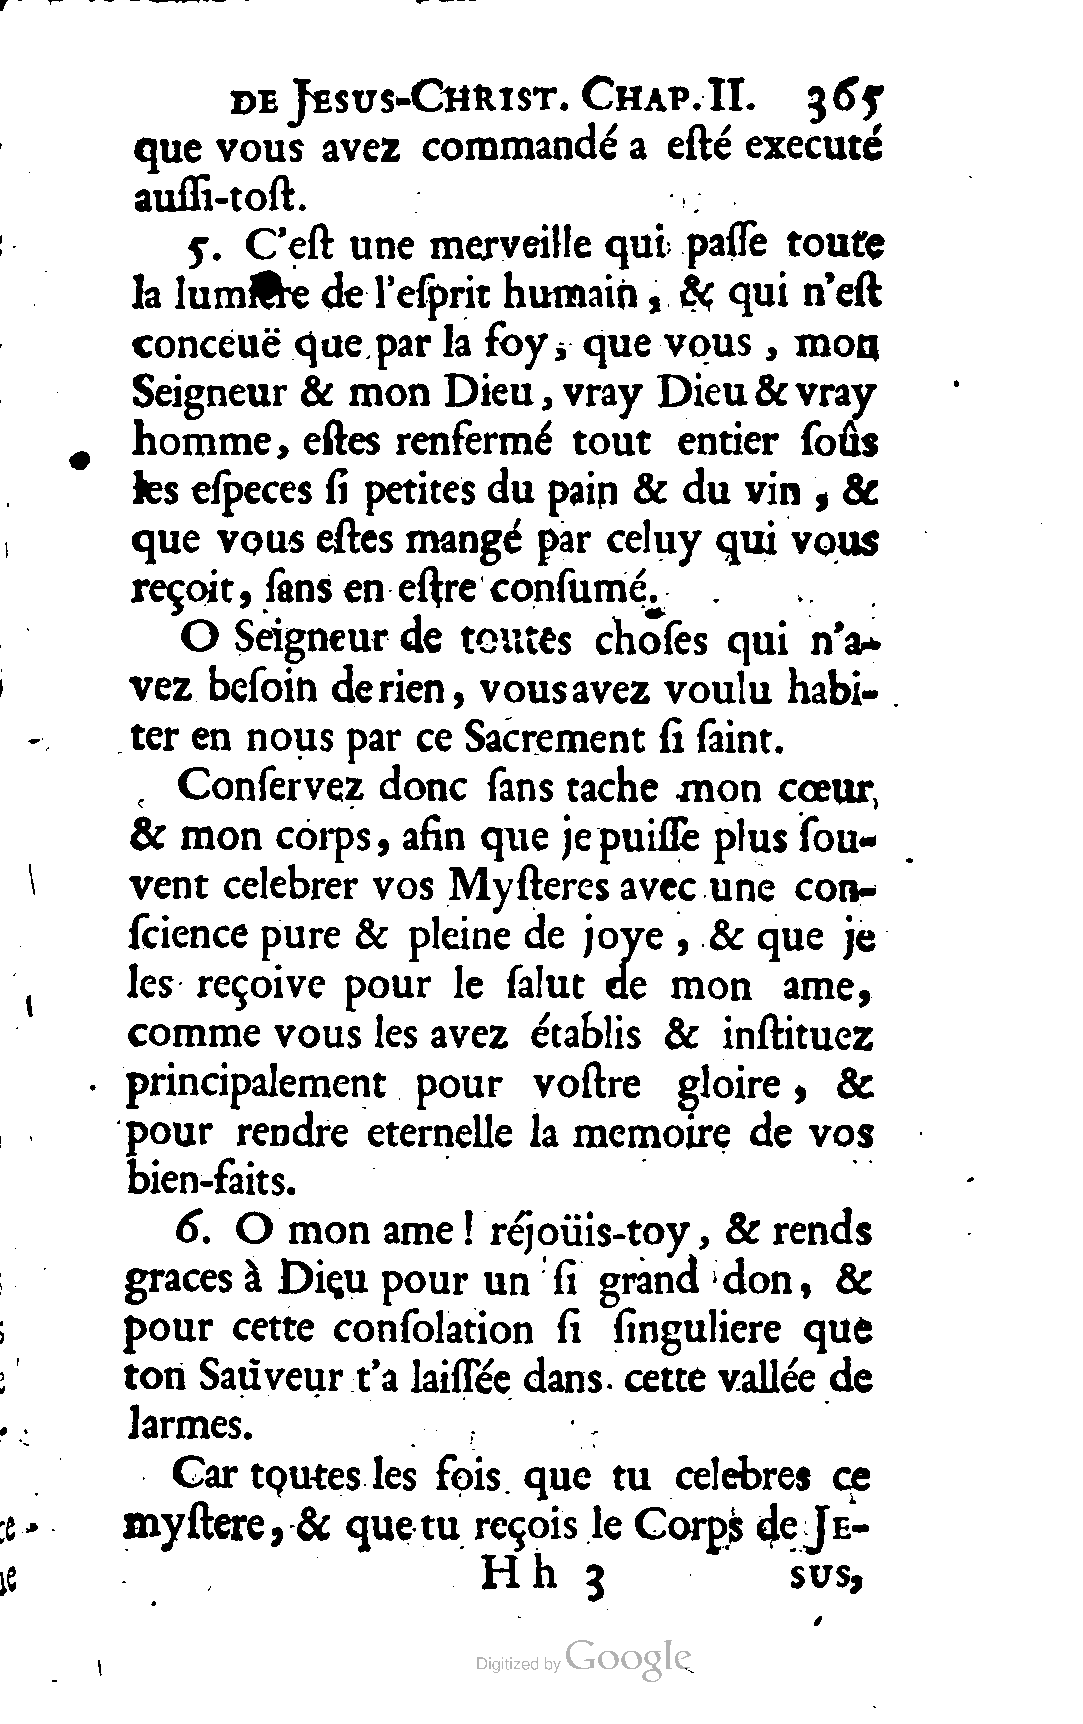 DE JESUS-CHRIST. CHAP. II. 365
que vous avez commandé a eſté executé
auſſi-toſt.
5. C'eſt une merveille qui paſſe toute
la lumiere de l'eſprit humain, & qui n'eſt
conceuë que par la foy, que vous, mon
Seigneur & mon Dieu, vray Dieu & vray
homme, eſtes renfermé tout entier ſoûs
les eſpeces ſi petites du pain & du vin, &
que vous eſtes mangé par celuy qui vous
reçoit, ſans en eſtre conſumé.
O Seigneur de toutes choſes qui n'a-
vez beſoin de rien, vous avez voulu habi-
ter en nous par ce Sacrement ſi ſaint.
Conſervez donc ſans tache mon cœur,
& mon corps, afin que je puiſſe plus ſou-
vent celebrer vos Myſteres avec une con-
ſcience pure & pleine de joye, & que je
les reçoive pour le ſalut de mon ame,
comme vous les avez établis & inſtituez
principalement pour voſtre gloire, &
pour rendre eternelle la memoire de vos
bien-faits.
6. O mon ame! réjoüis-toy, & rends
graces à Dieu pour un ſi grand don, &
pour cette conſolation ſi ſinguliere que
ton Sauveur t'a laiſſée dans cette vallée de
larmes.
Car toutes les fois que tu celebres ce
myſtere, & que tu reçois le Corps de JE-
H h 3 SUS,
Digitized by Google